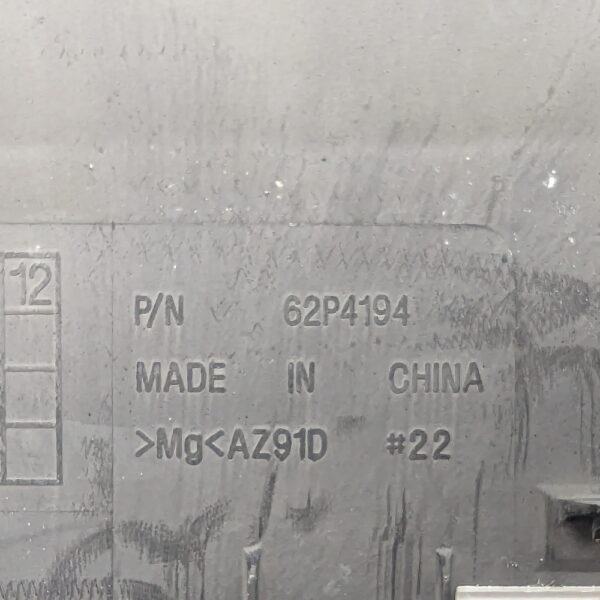 12
P/N 62P4194
MADE IN CHINA
>Mg<AZ91D #22